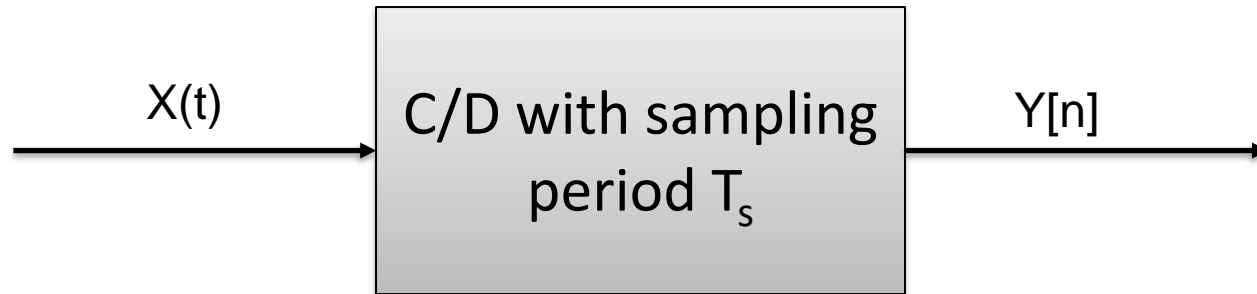 X(t)
C/D with sampling
period Ts
Y[n]